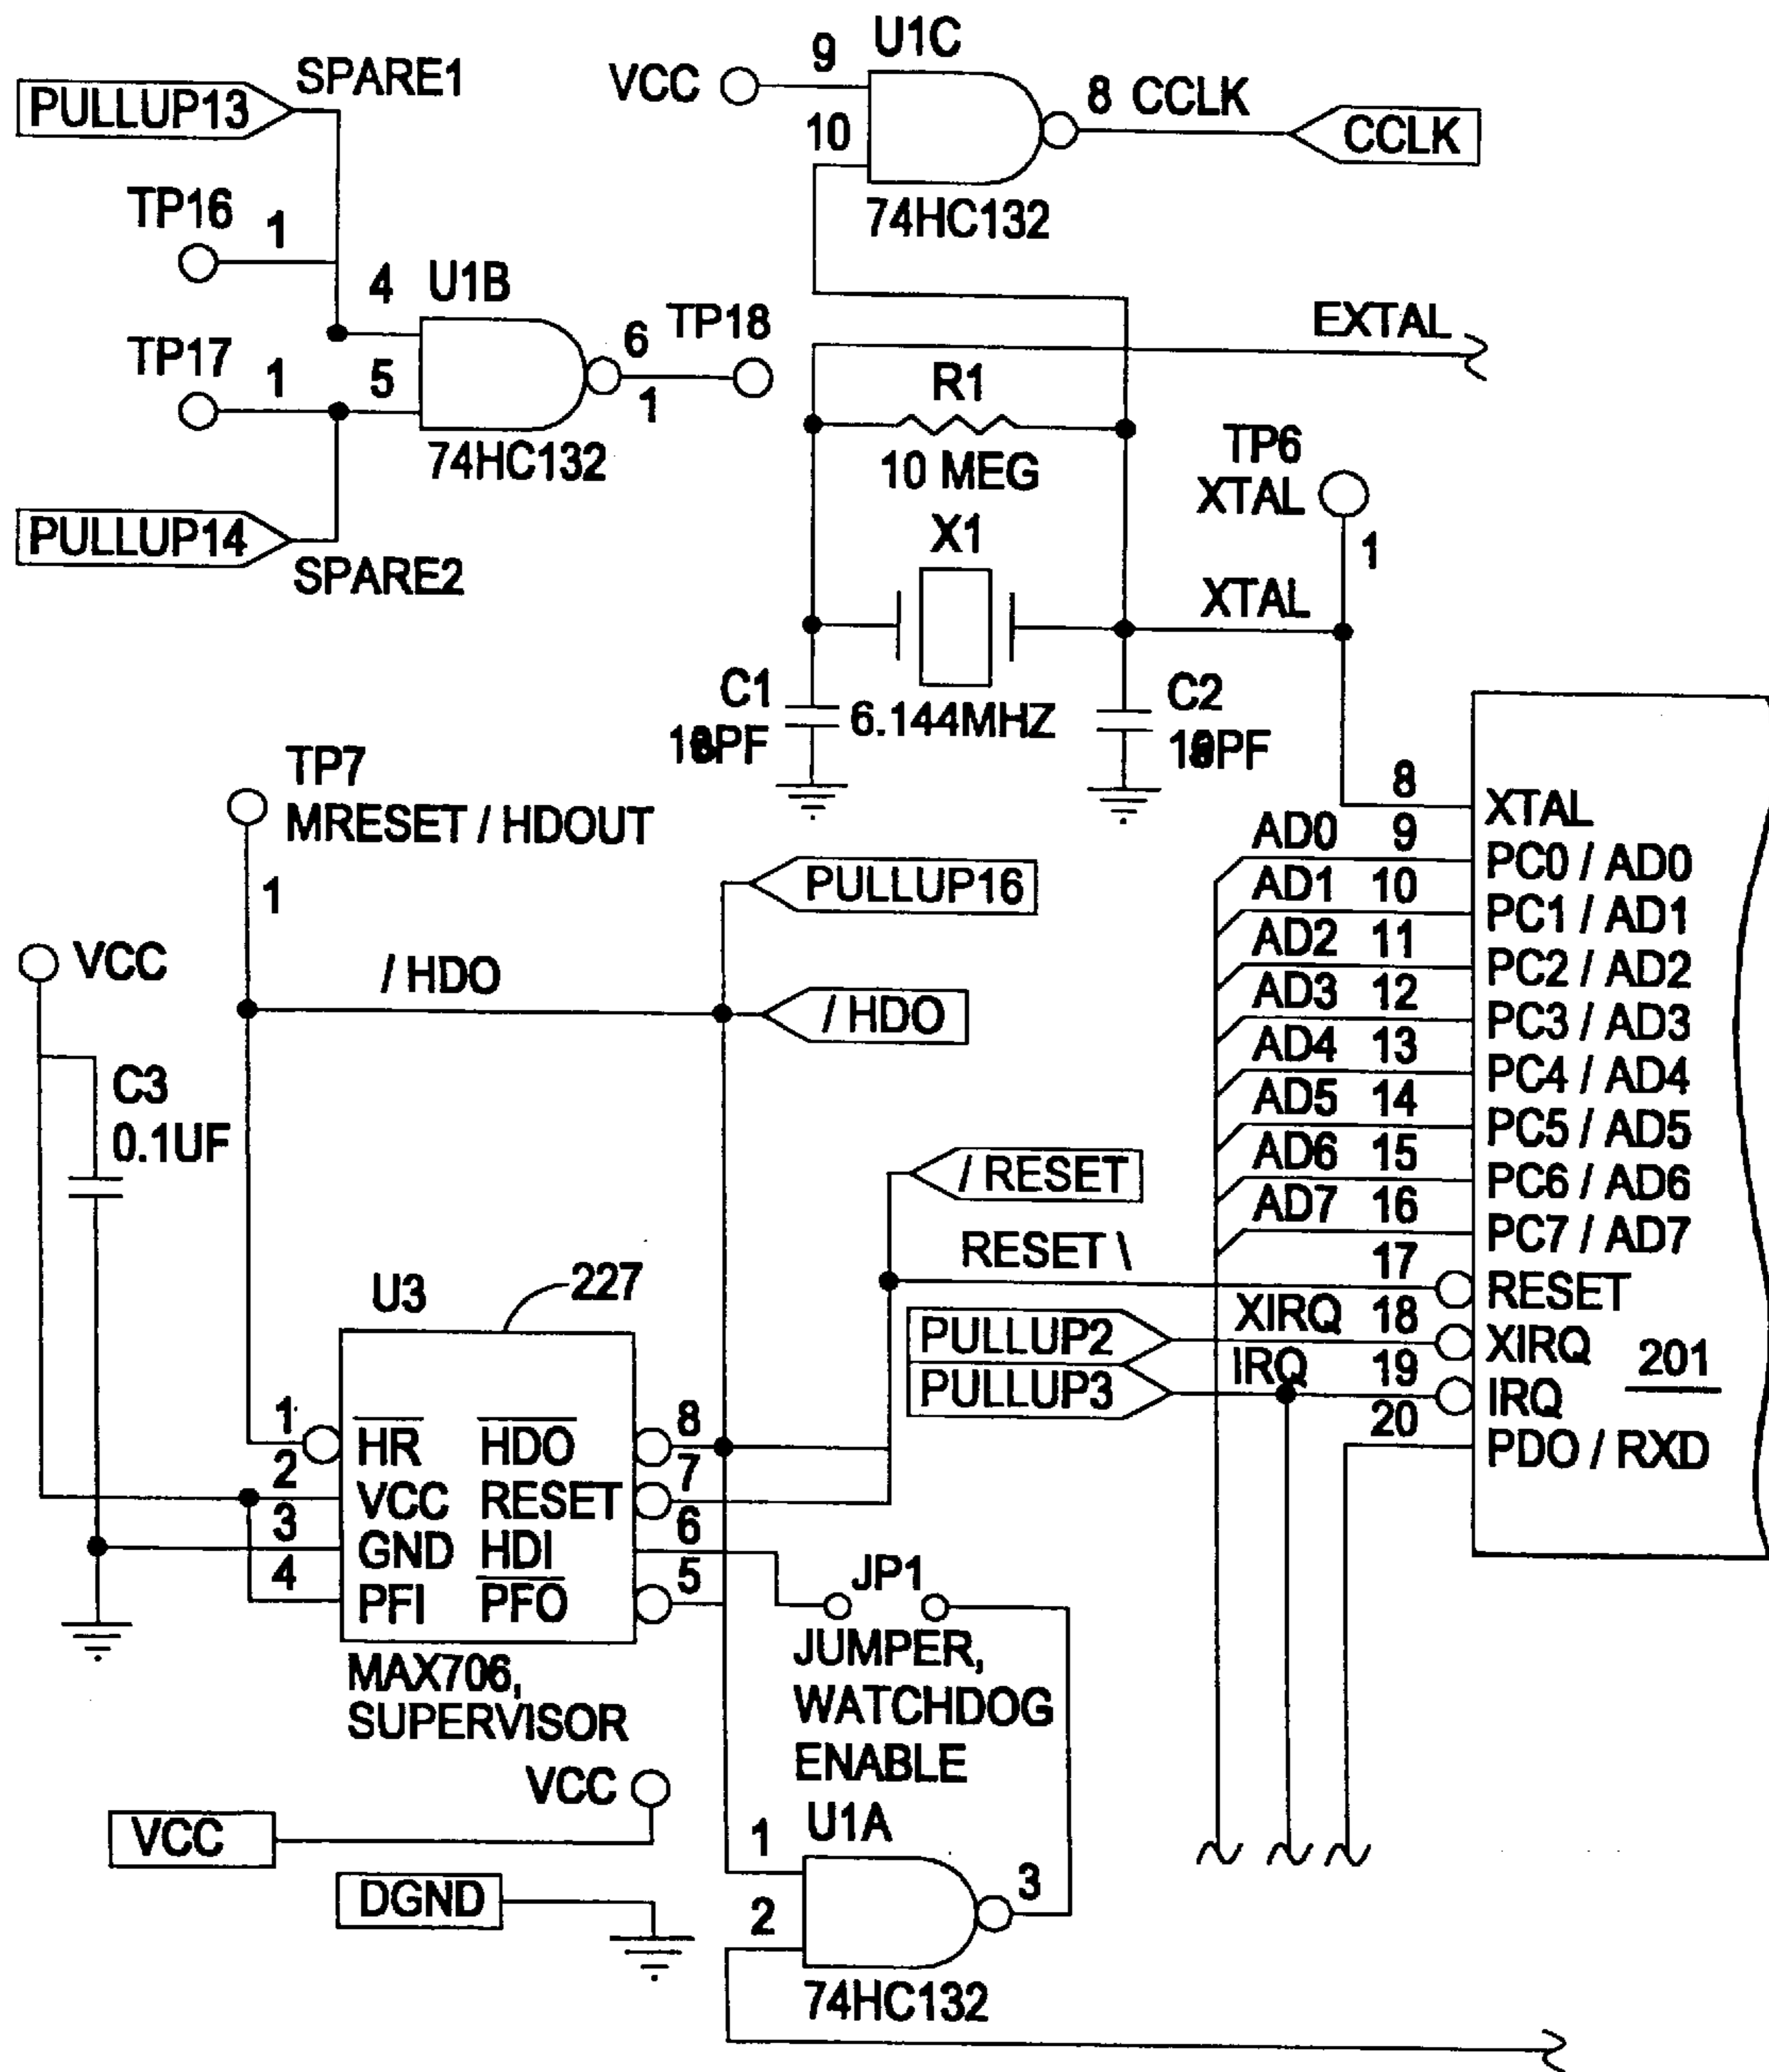 U1C
9
VCC
10
8 CCLK
CCLK
74HC132
SPARE1
PULLUP13
TP16
1
4
U1B
TP17
1
5
6
1
TP18
74HC132
PULLUP14
SPARE2
EXTAL
R1
10 MEG
X1
TP6
XTAL
1
XTAL
C1
6.144MHZ
C2
TP7
MRESET / HDOUT
1
PULLUP16
VCC
/ HDO
/ HDO
C3
0.1UF
/ RESET
RESET \
U3
227
PULLUP2
XIRQ
PULLUP3
IRQ
8
XTAL
AD0 9 PC0 / AD0
AD1 10 PC1 / AD1
AD2 11 PC2 / AD2
AD3 12 PC3 / AD3
AD4 13 PC4 / AD4
AD5 14 PC5 / AD5
AD6 15 PC6 / AD6
AD7 16 PC7 / AD7
17 RESET
18 XIRQ
201
19 IRQ
20 PDO / RXD
1 HR HDO 8
2 VCC RESET 7
3 GND HDI 6
4 PFI PFO 5
MAX706,
SUPERVISOR
JP1
JUMPER,
WATCHDOG
ENABLE
VCC
VCC
DGND
U1A
1
2
3
74HC132